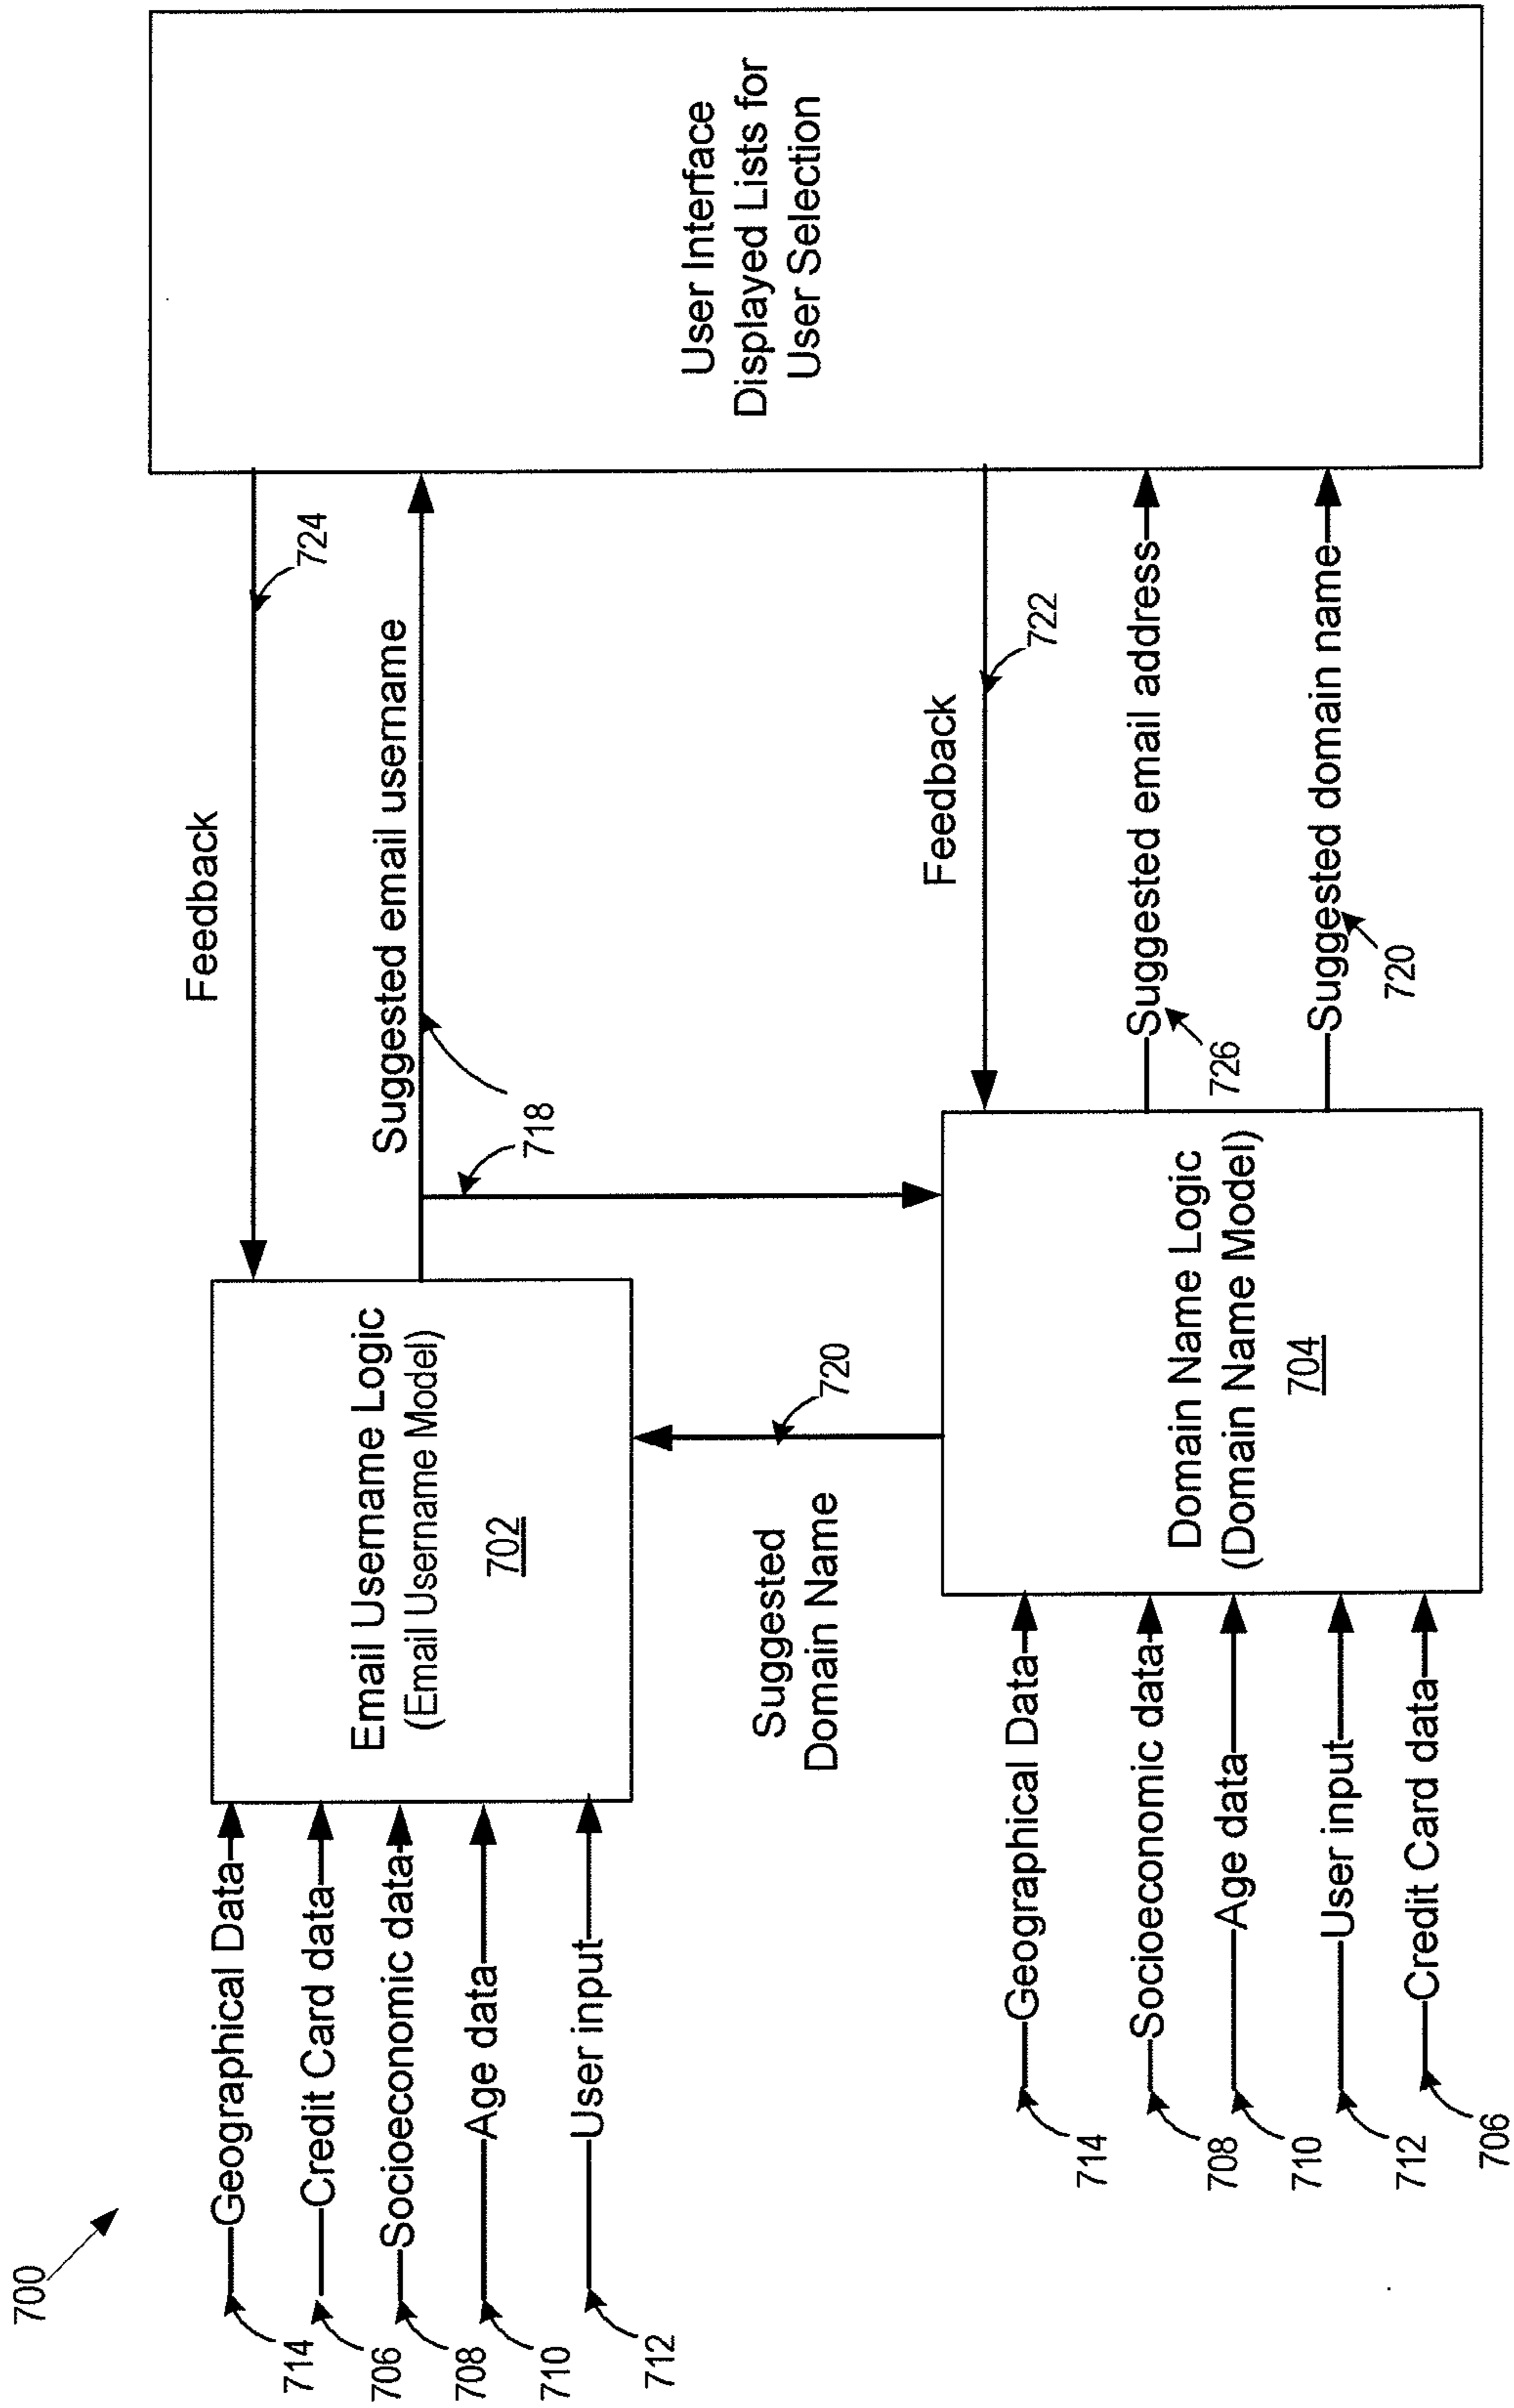 700
714
Geographical Data
706
Credit Card data
708
Socioeconomic data
710
Age data
712
User input
Email Username Logic
(Email Username Model)
702
Feedback
724
Suggested email username
718
Suggested
Domain Name
720
714
Geographical Data
708
Socioeconomic data
710
Age data
712
User input
706
Credit Card data
Domain Name Logic
(Domain Name Model)
704
Feedback
722
Suggested email address
726
Suggested domain name
720
User Interface
Displayed Lists for
User Selection